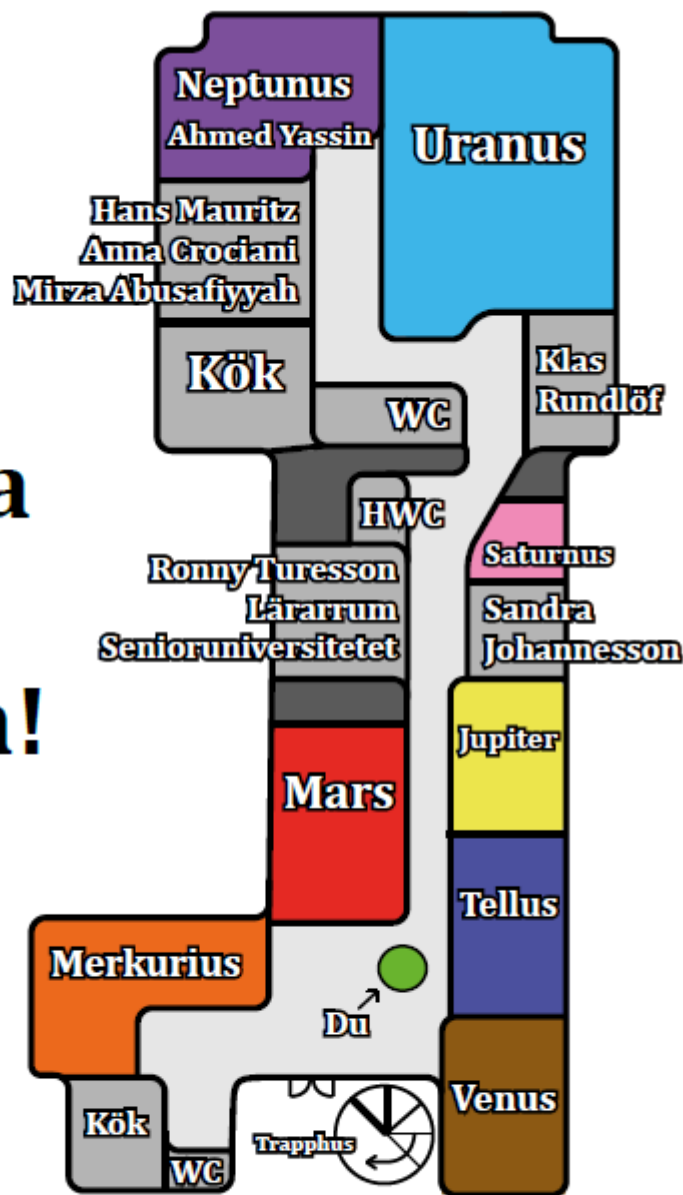 Neptunus
Ahmed Yassin
Uranus
Hans Mauritz
Anna Crociani
Mirza Abusafiyyah
Kök
WC
Klas
Rundlöf
a
HWC
Saturnus
Ronny Turesson
Lärarrum
Senioruniversitetet
Sandra
Johannesson
!
Jupiter
Mars
Tellus
Merkurius
Du
Venus
Kök
Trapphus
WC